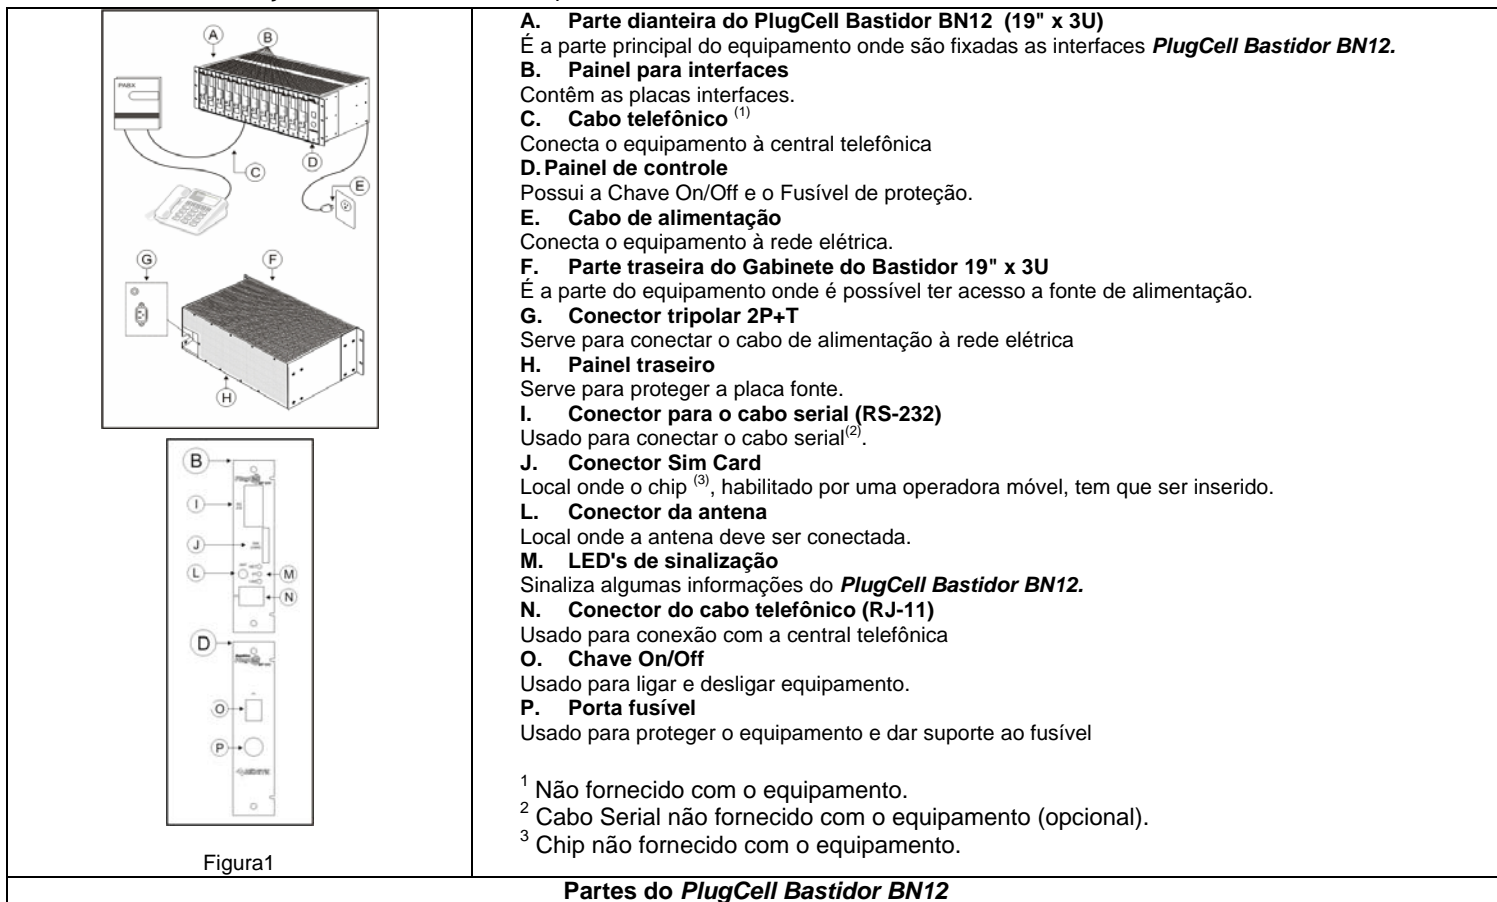 A
B
PABX
C
D
E
G
F
H
B
I
J
L
M
N
D
O
P
Figura1
A. Parte dianteira do PlugCell Bastidor BN12 (19" x 3U)
É a parte principal do equipamento onde são fixadas as interfaces PlugCell Bastidor BN12.
B. Painel para interfaces
Contêm as placas interfaces.
C. Cabo telefônico (1)
Conecta o equipamento à central telefônica
D. Painel de controle
Possui a Chave On/Off e o Fusível de proteção.
E. Cabo de alimentação
Conecta o equipamento à rede elétrica.
F. Parte traseira do Gabinete do Bastidor 19" x 3U
É a parte do equipamento onde é possível ter acesso a fonte de alimentação.
G. Conector tripolar 2P+T
Serve para conectar o cabo de alimentação à rede elétrica
H. Painel traseiro
Serve para proteger a placa fonte.
I. Conector para o cabo serial (RS-232)
Usado para conectar o cabo serial(2).
J. Conector Sim Card
Local onde o chip (3), habilitado por uma operadora móvel, tem que ser inserido.
L. Conector da antena
Local onde a antena deve ser conectada.
M. LED's de sinalização
Sinaliza algumas informações do PlugCell Bastidor BN12.
N. Conector do cabo telefônico (RJ-11)
Usado para conexão com a central telefônica
O. Chave On/Off
Usado para ligar e desligar equipamento.
P. Porta fusível
Usado para proteger o equipamento e dar suporte ao fusível
1 Não fornecido com o equipamento.
2 Cabo Serial não fornecido com o equipamento (opcional).
3 Chip não fornecido com o equipamento.
Partes do PlugCell Bastidor BN12